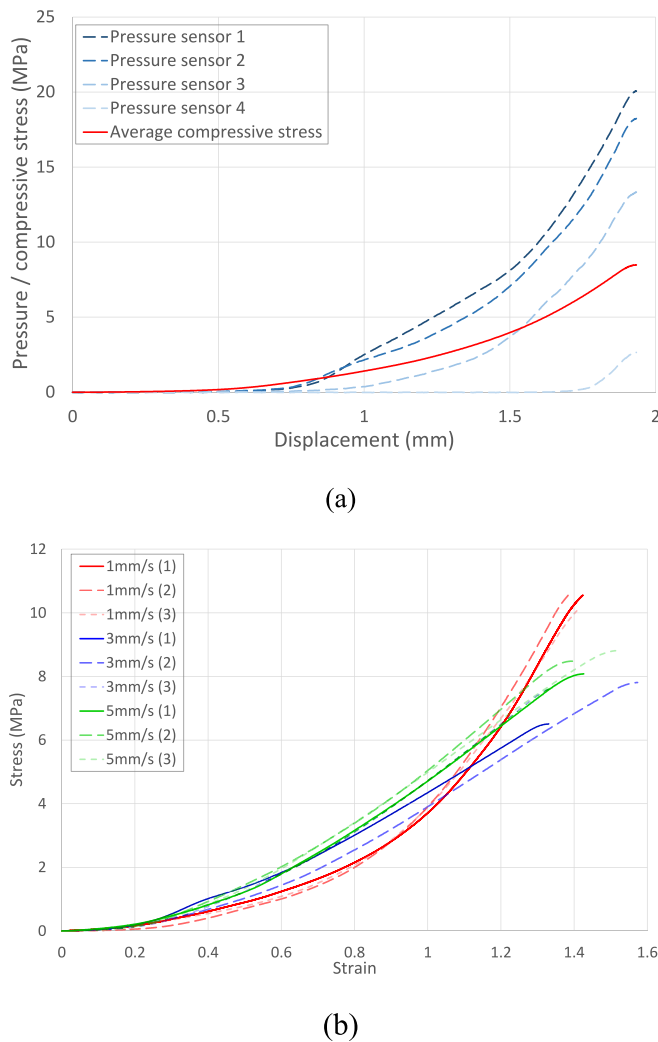 Pressure / compressive stress (MPa)
25
20
15
10
5
0
Pressure sensor 1
Pressure sensor 2
Pressure sensor 3
Pressure sensor 4
Average compressive stress
0
0.5
1
1.5
2
Displacement (mm)
(a)
Stress (MPa)
12
10
8
6
4
2
0
1mm/s (1)
1mm/s (2)
1mm/s (3)
3mm/s (1)
3mm/s (2)
3mm/s (3)
5mm/s (1)
5mm/s (2)
5mm/s (3)
0
0.2
0.4
0.6
0.8
1
1.2
1.4
1.6
Strain
(b)